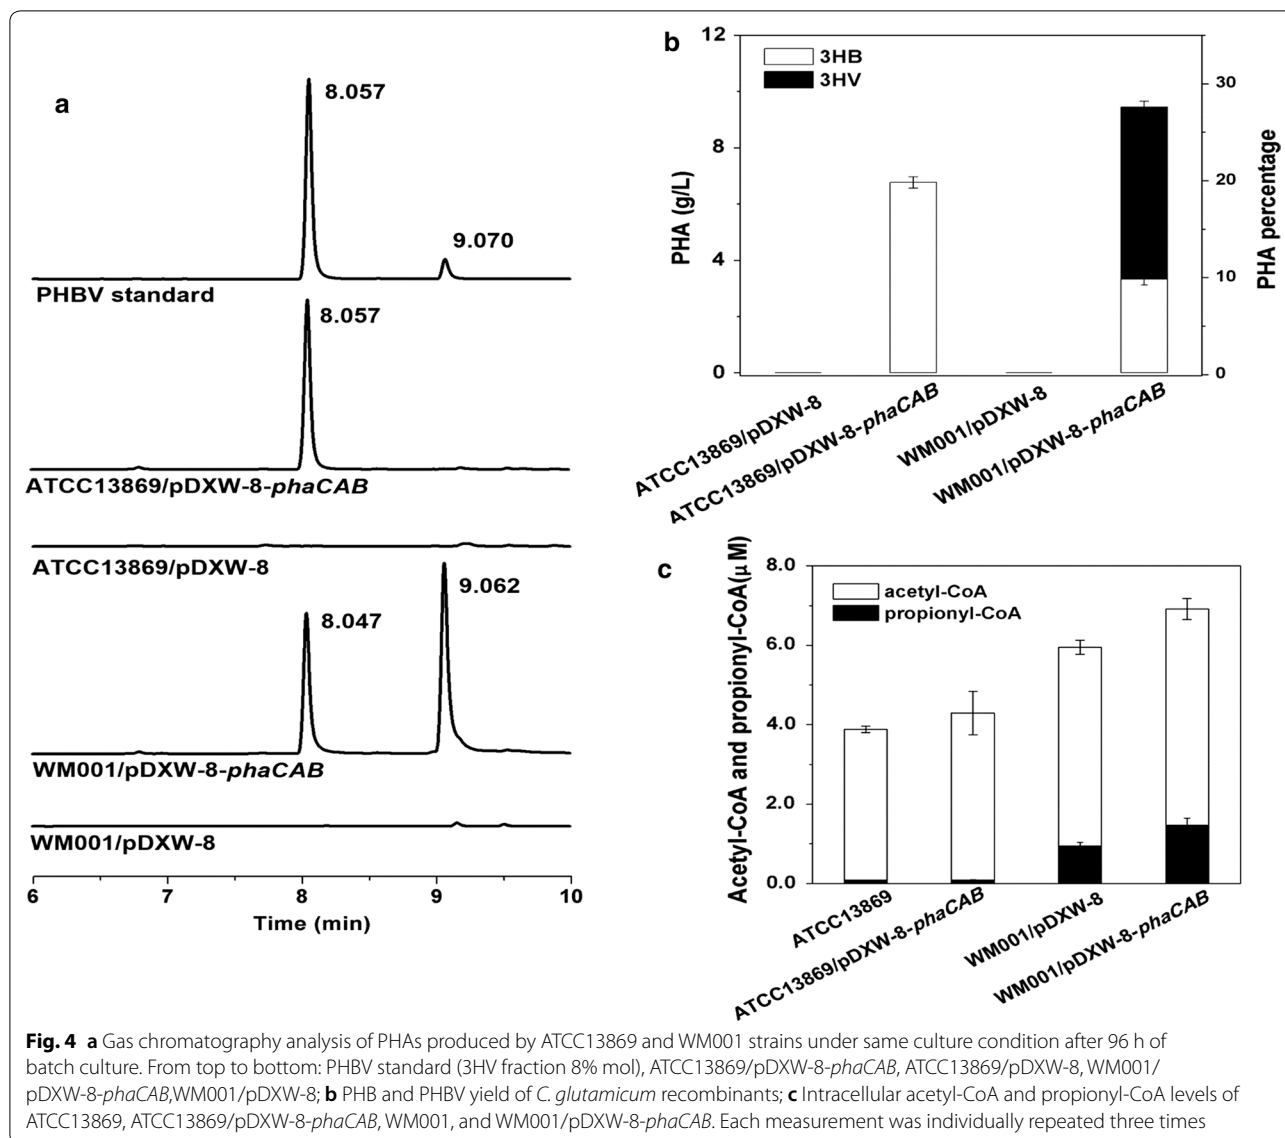 a
8.057
9.070
PHBV standard
8.057
ATCC13869/pDXW-8-phaCAB
ATCC13869/pDXW-8
8.047
9.062
WM001/pDXW-8-phaCAB
WM001/pDXW-8
6 7 8 9 10
Time (min)
b
3HB
3HV
PHA (g/L)
12
8
4
0
PHA percentage
30
20
10
0
ATCC13869/pDXW-8
ATCC13869/pDXW-8-phaCAB
WM001/pDXW-8
WM001/pDXW-8-phaCAB
c
acetyl-CoA
propionyl-CoA
Acetyl-CoA and propionyl-CoA(μ M)
8.0
6.0
4.0
2.0
0.0
ATCC13869
ATCC13869/pDXW-8-phaCAB
WM001/pDXW-8
WM001/pDXW-8-phaCAB
Fig. 4 a Gas chromatography analysis of PHAs produced by ATCC13869 and WM001 strains under same culture condition after 96 h of
batch culture. From top to bottom: PHBV standard (3HV fraction 8% mol), ATCC13869/pDXW-8-phaCAB, ATCC13869/pDXW-8, WM001/
pDXW-8-phaCAB,WM001/pDXW-8; b PHB and PHBV yield of C. glutamicum recombinants; c Intracellular acetyl-CoA and propionyl-CoA levels of
ATCC13869, ATCC13869/pDXW-8-phaCAB, WM001, and WM001/pDXW-8-phaCAB. Each measurement was individually repeated three times